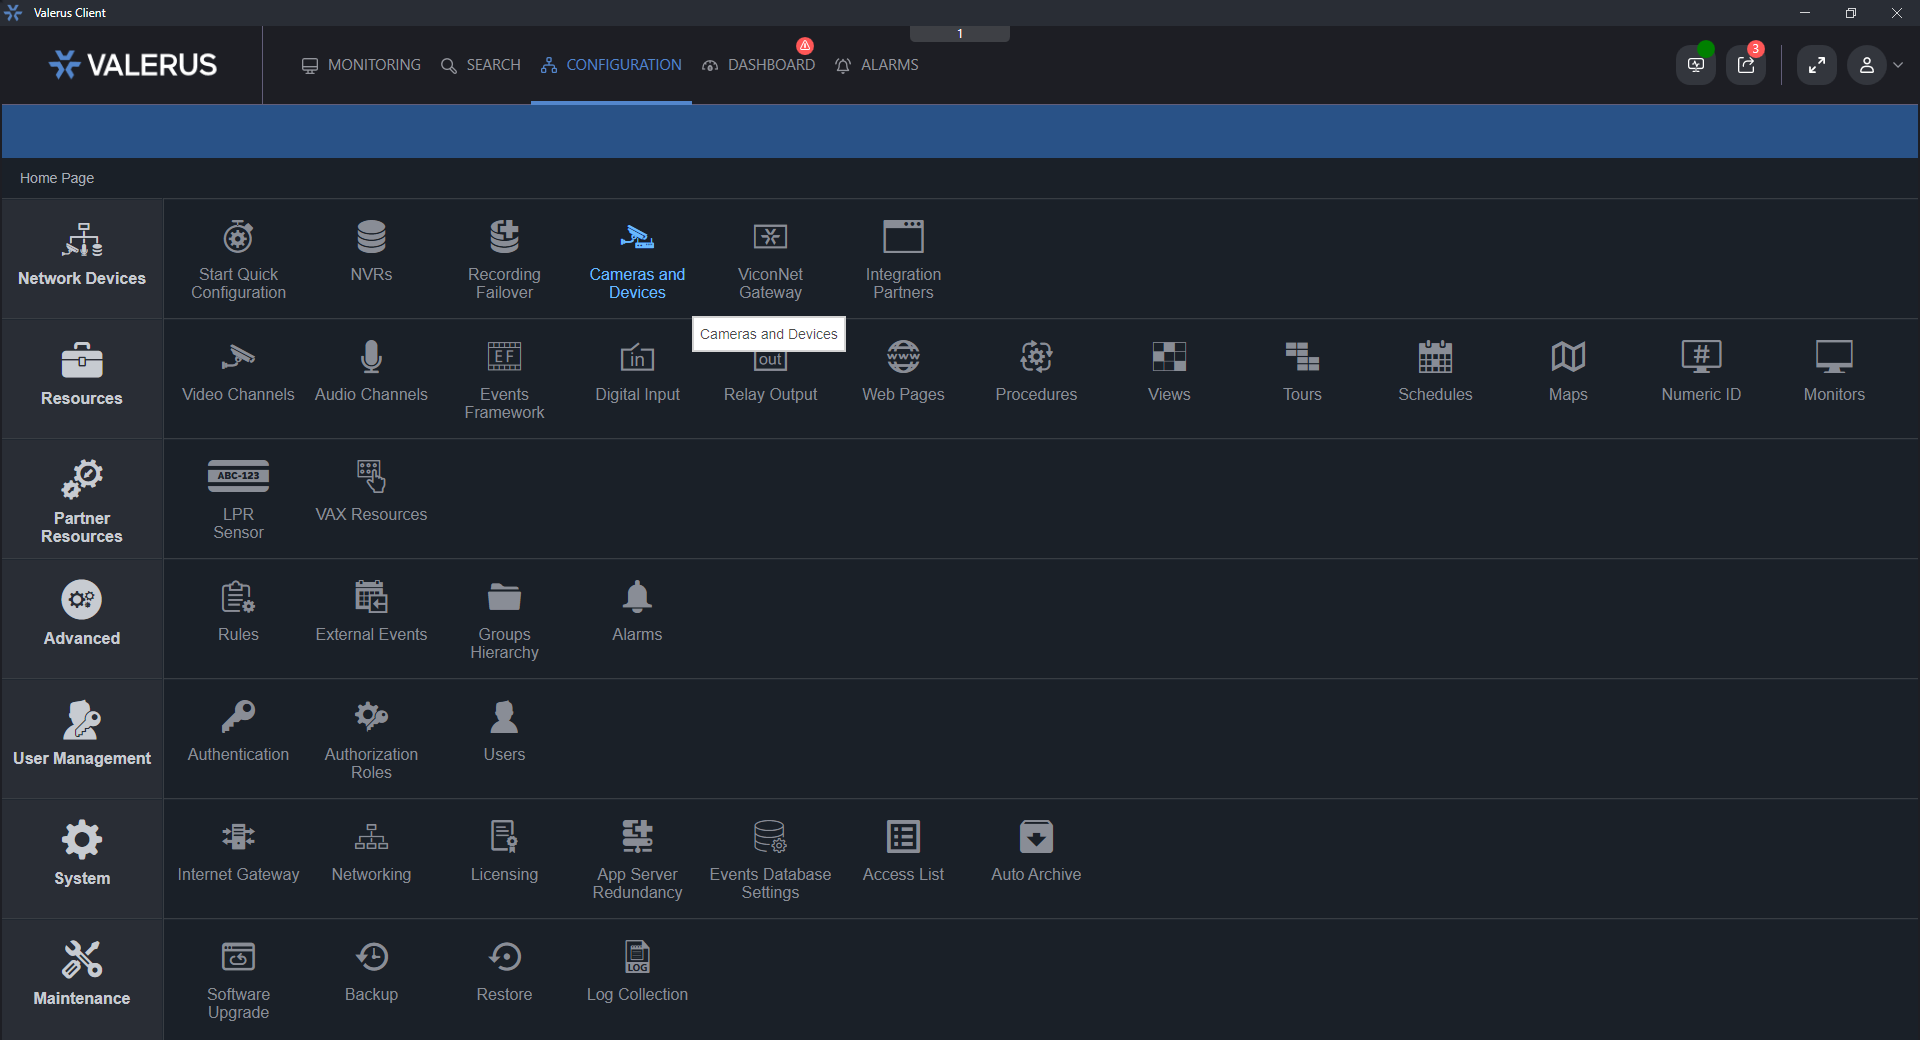 Valerus Client
1
VALERUS
MONITORING
SEARCH
CONFIGURATION
DASHBOARD
ALARMS
3
Home Page
Network Devices
Start Quick
Configuration
NVRs
Recording
Failover
Cameras and
Devices
ViconNet
Gateway
Integration
Partners
Cameras and Devices
Resources
Video Channels
Audio Channels
EF
Events
Framework
in
Digital Input
out
Relay Output
www
Web Pages
Procedures
Views
Tours
Schedules
Maps
#
Numeric ID
Monitors
Partner
Resources
ABC-123
LPR
Sensor
VAX Resources
Advanced
Rules
External Events
Groups
Hierarchy
Alarms
User Management
Authentication
Authorization
Roles
Users
System
Internet Gateway
Networking
Licensing
App Server
Redundancy
Events Database
Settings
Access List
Auto Archive
Maintenance
Software
Upgrade
Backup
Restore
LOG
Log Collection